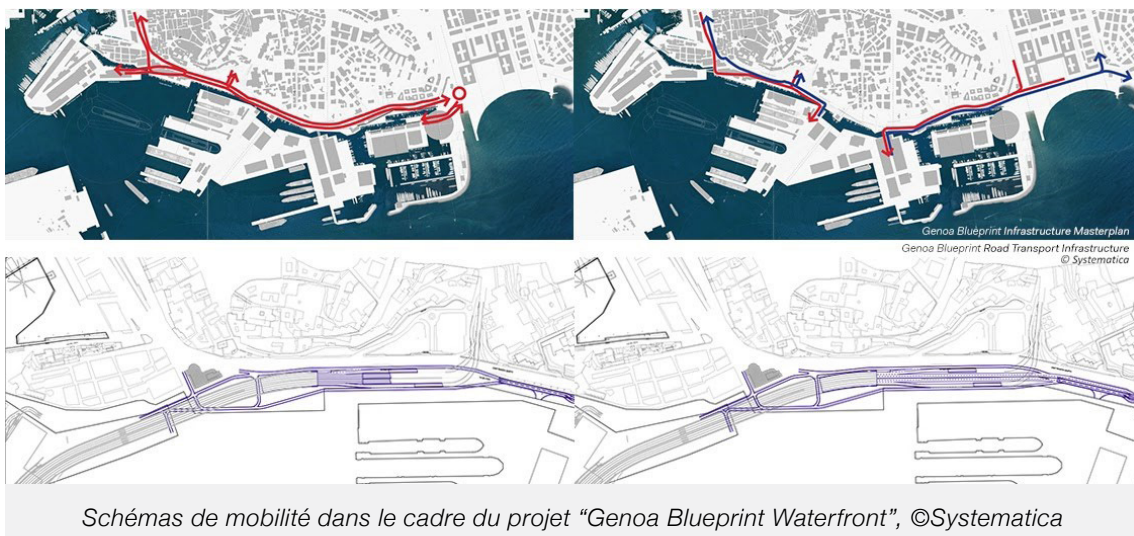 Genoa Blueprint Infrastructure Masterplan
Genoa Blueprint Road Transport Infrastructure
© Systematica
Schémas de mobilité dans le cadre du projet “Genoa Blueprint Waterfront”, ©Systematica